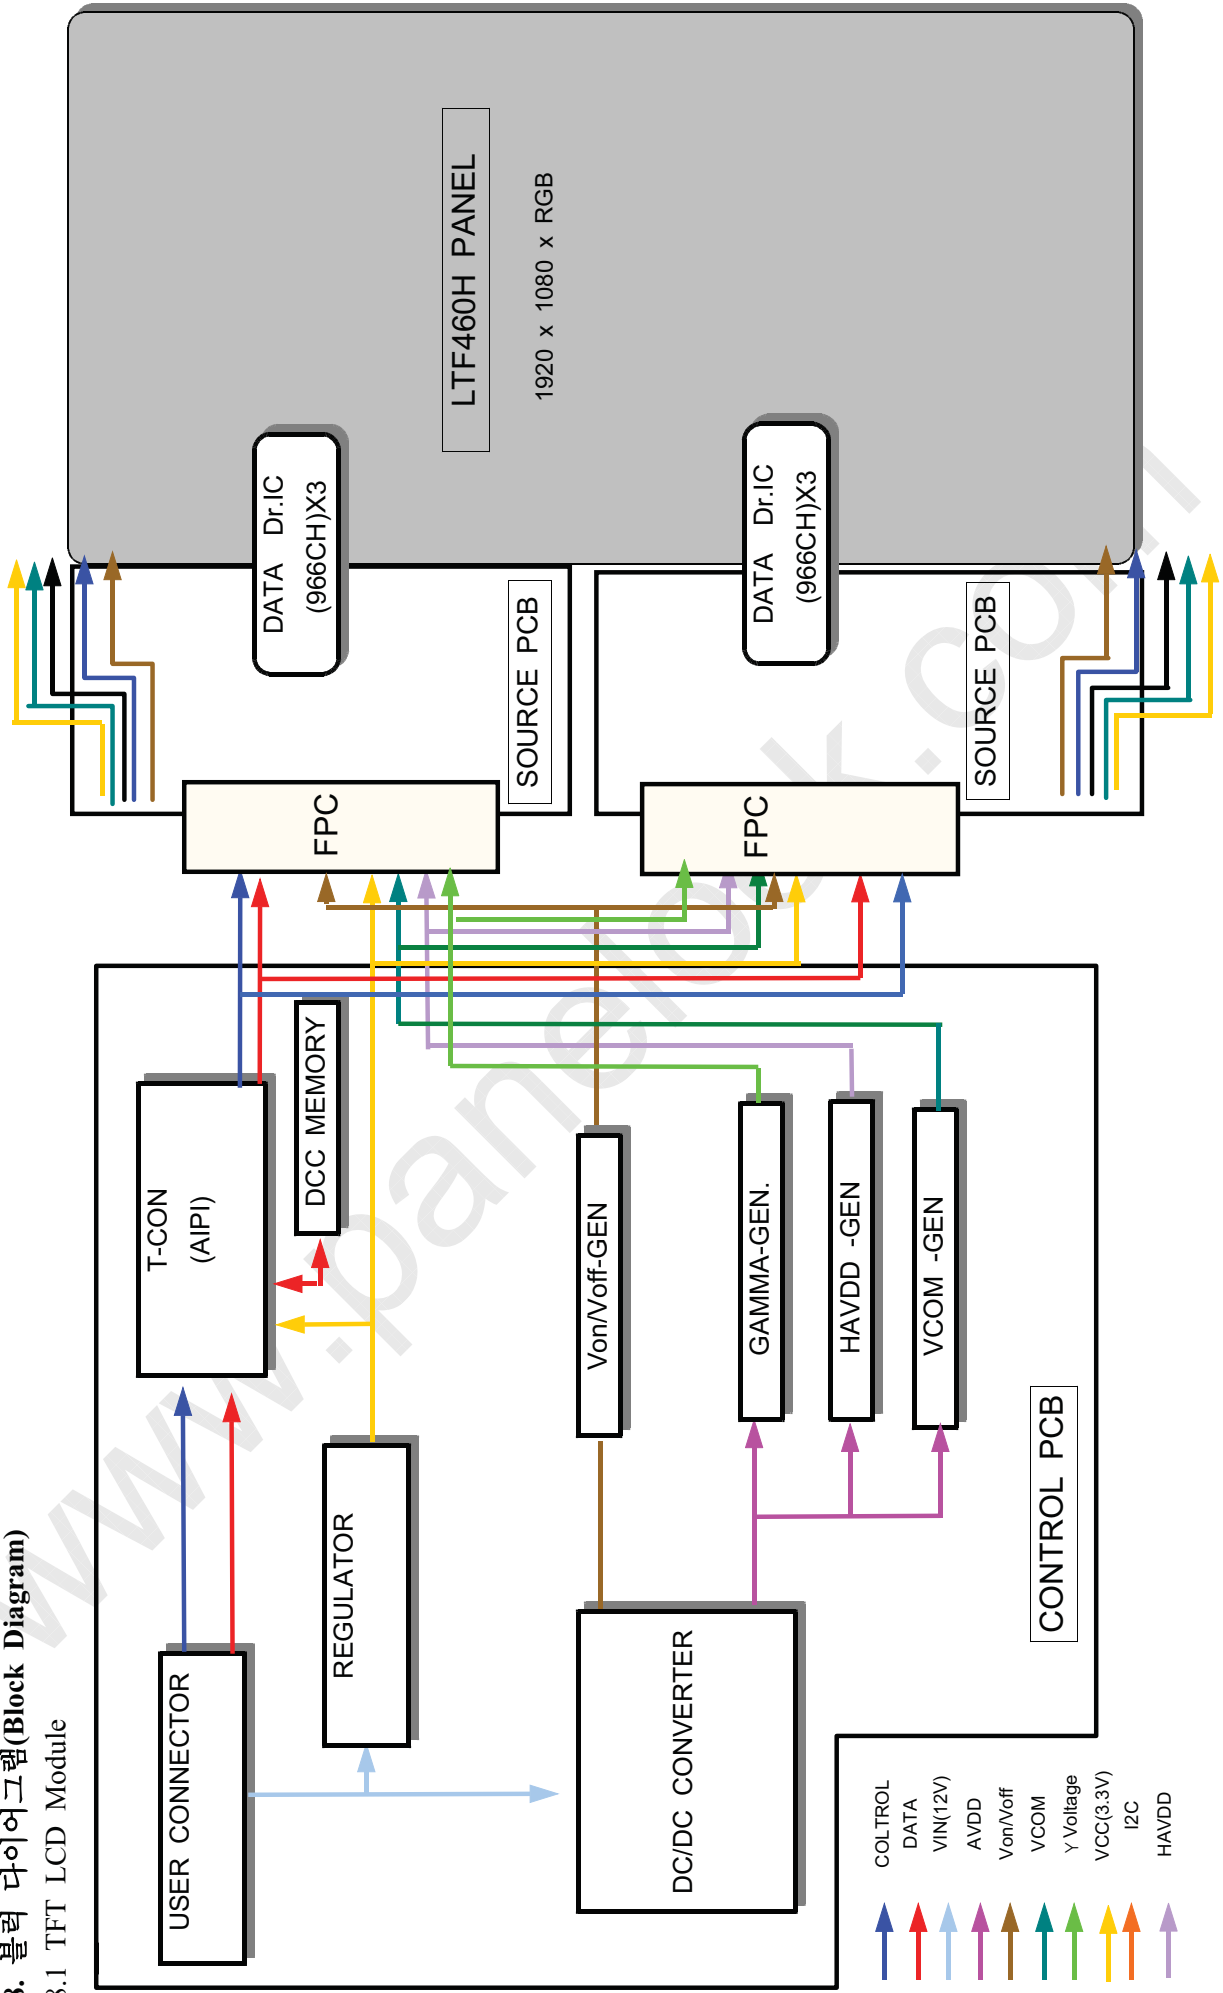 3. 블럭 다이어그램(Block Diagram)
3.1 TFT LCD Module
USER CONNECTOR
T-CON
(AIPI)
DCC MEMORY
REGULATOR
DC/DC CONVERTER
Von/Voff-GEN
GAMMA-GEN.
HAVDD -GEN
VCOM -GEN
CONTROL PCB
FPC
FPC
SOURCE PCB
SOURCE PCB
DATA Dr.IC
(966CH)X3
DATA Dr.IC
(966CH)X3
LTF460H PANEL
1920 x 1080 x RGB
COLTROL
DATA
VIN(12V)
AVDD
Von/Voff
VCOM
γ Voltage
VCC(3.3V)
I2C
HAVDD
www.panelook.com